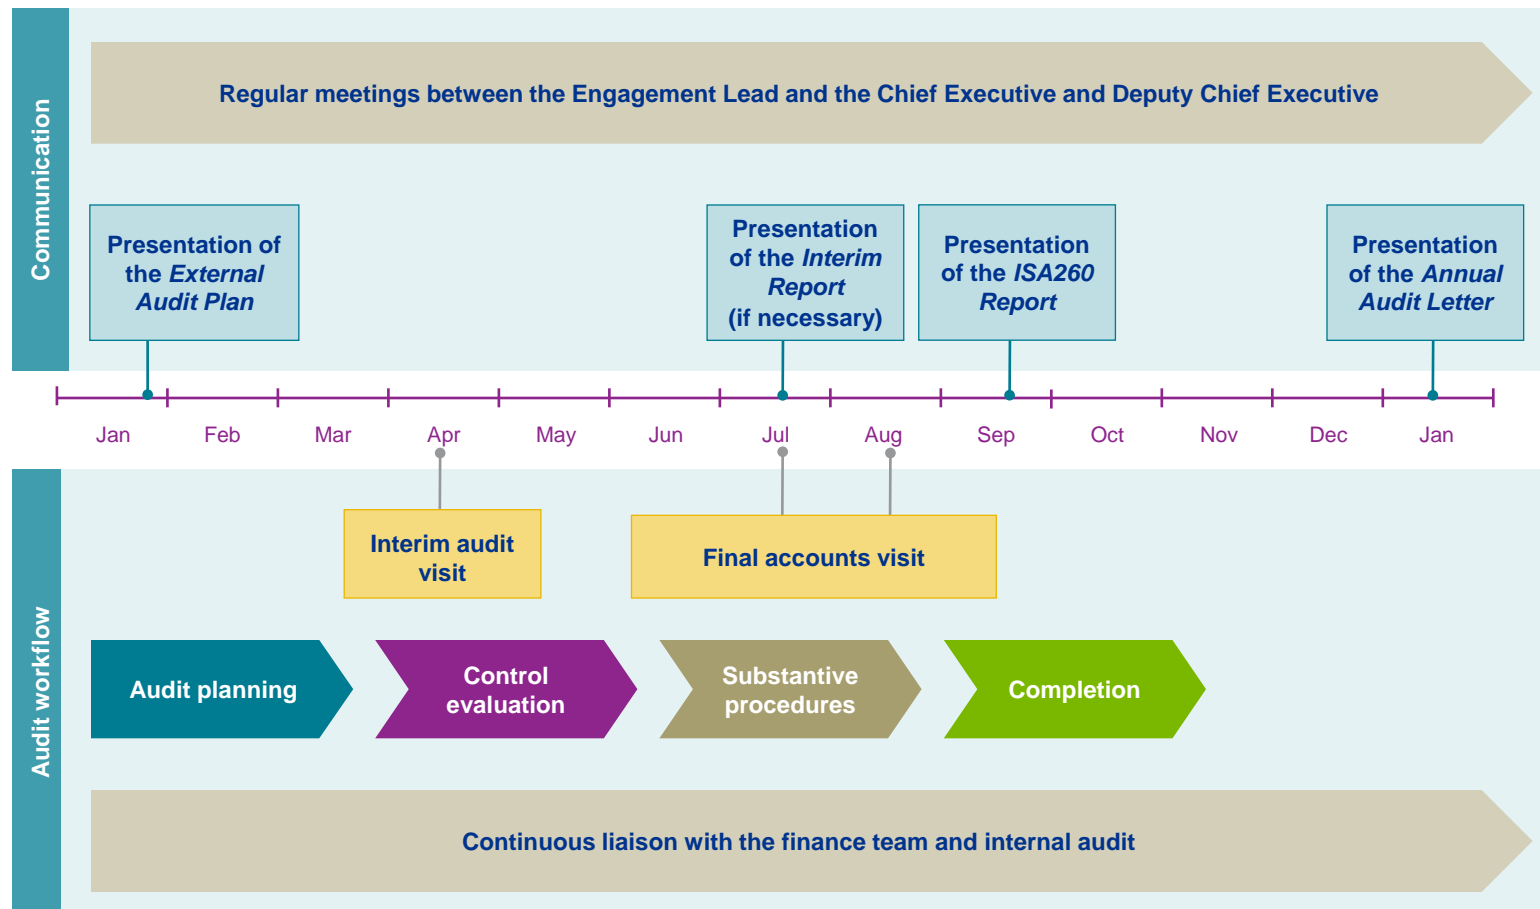 Communication
Regular meetings between the Engagement Lead and the Chief Executive and Deputy Chief Executive
Presentation of
the External
Audit Plan
Presentation
of the Interim
Report
(if necessary)
Presentation
of the ISA260
Report
Presentation
of the Annual
Audit Letter
Jan
Feb
Mar
Apr
May
Jun
Jul
Aug
Sep
Oct
Nov
Dec
Jan
Audit workflow
Interim audit
visit
Final accounts visit
Audit planning
Control
evaluation
Substantive
procedures
Completion
Continuous liaison with the finance team and internal audit